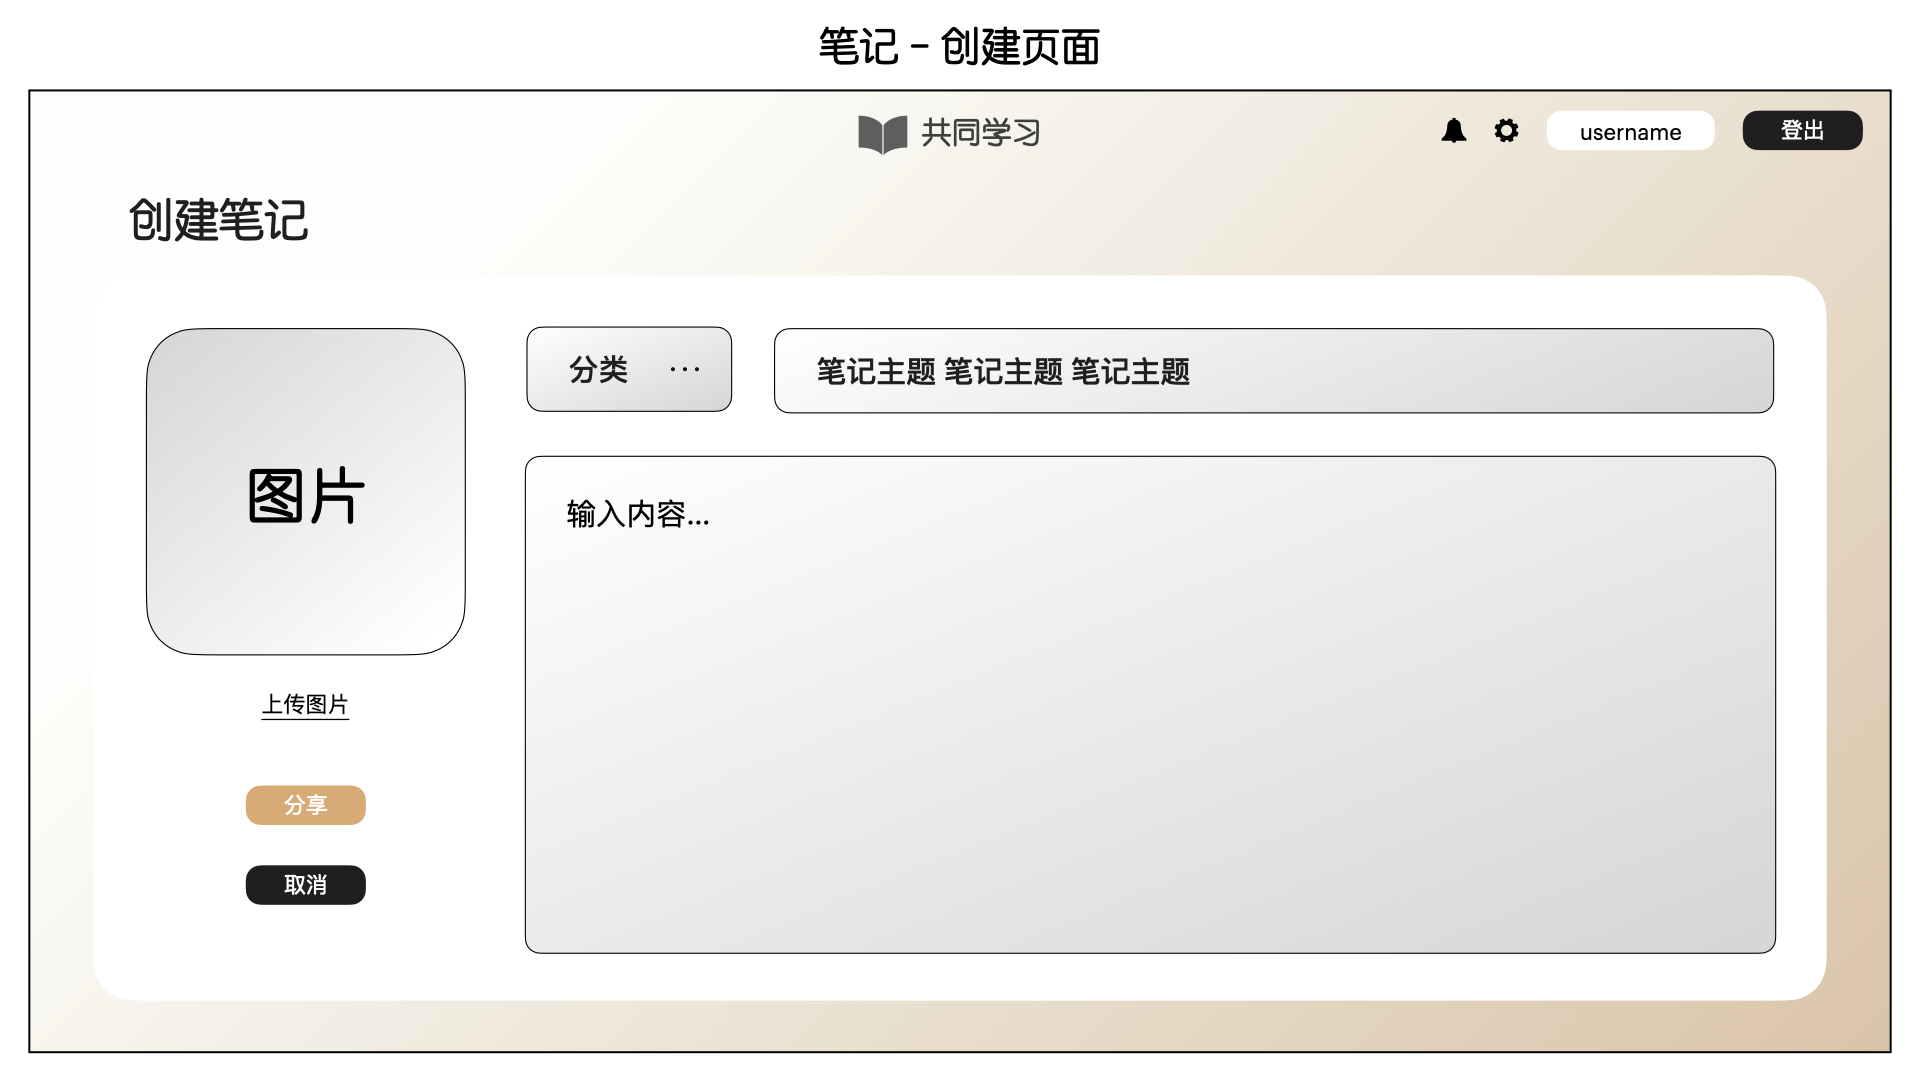 笔记 – 创建页面
共同学习
username
登出
创建笔记
图片
上传图片
分享
取消
分类 ···
笔记主题 笔记主题 笔记主题
输入内容...